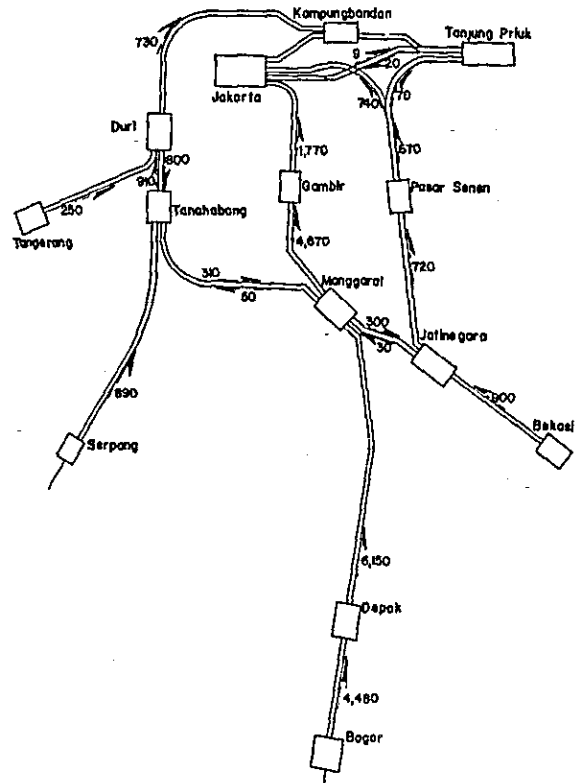 Kampungbandan
Tanjung Priuk
730
9
20
Jakarta
740
70
Duri
800
910
1,770
670
250
Gambir
Pasar Senen
Tanahabang
Tangerang
4,670
720
310
50
Manggarai
300
30
Jatinegara
900
890
Bekasi
Serpong
6,150
Depok
4,480
Bogor